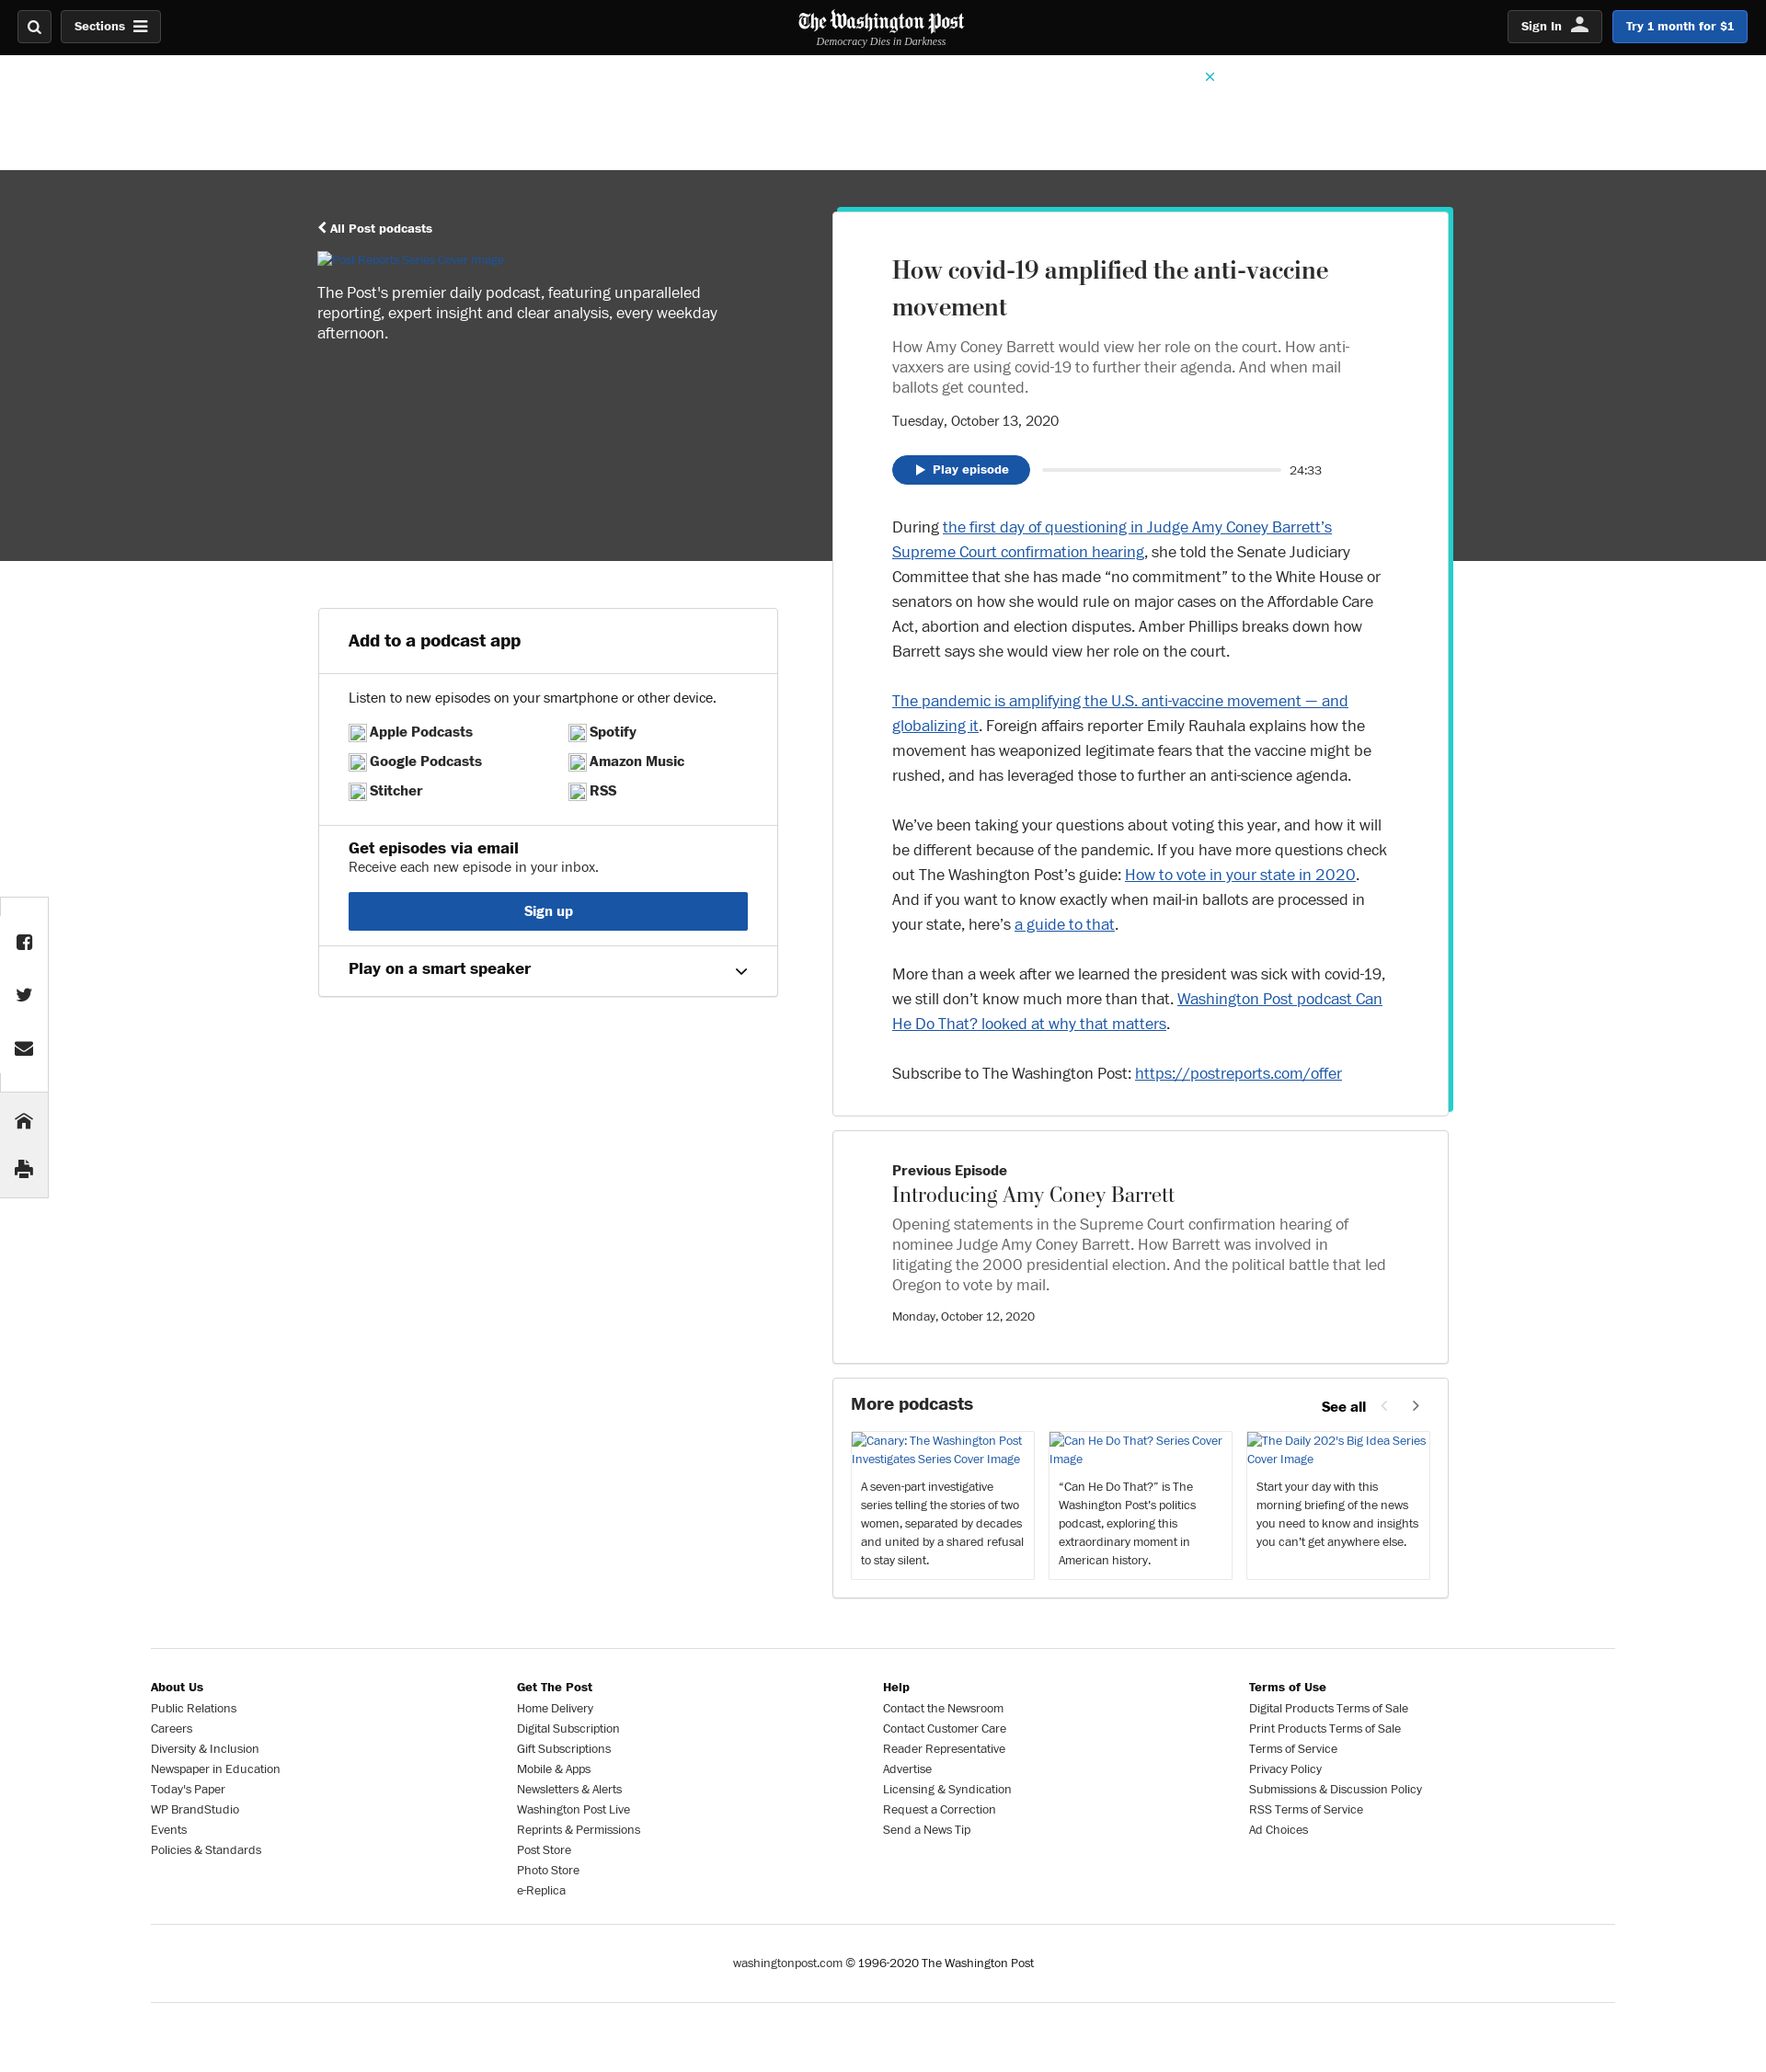 Sections
The Washington Post
Democracy Dies in Darkness
Sign In
Try 1 month for $1
All Post podcasts
Post Reports Series Cover Image
The Post's premier daily podcast, featuring unparalleled
reporting, expert insight and clear analysis, every weekday
afternoon.
How covid-19 amplified the anti-vaccine
movement
How Amy Coney Barrett would view her role on the court. How anti-
vaxxers are using covid-19 to further their agenda. And when mail
ballots get counted.
Tuesday, October 13, 2020
Play episode
24:33
During the first day of questioning in Judge Amy Coney Barrett’s
Supreme Court confirmation hearing, she told the Senate Judiciary
Committee that she has made “no commitment” to the White House or
senators on how she would rule on major cases on the Affordable Care
Act, abortion and election disputes. Amber Phillips breaks down how
Barrett says she would view her role on the court.
The pandemic is amplifying the U.S. anti-vaccine movement — and
globalizing it. Foreign affairs reporter Emily Rauhala explains how the
movement has weaponized legitimate fears that the vaccine might be
rushed, and has leveraged those to further an anti-science agenda.
We’ve been taking your questions about voting this year, and how it will
be different because of the pandemic. If you have more questions check
out The Washington Post’s guide: How to vote in your state in 2020.
And if you want to know exactly when mail-in ballots are processed in
your state, here’s a guide to that.
More than a week after we learned the president was sick with covid-19,
we still don’t know much more than that. Washington Post podcast Can
He Do That? looked at why that matters.
Subscribe to The Washington Post: https://postreports.com/offer
Add to a podcast app
Listen to new episodes on your smartphone or other device.
Apple Podcasts
Spotify
Google Podcasts
Amazon Music
Stitcher
RSS
Get episodes via email
Receive each new episode in your inbox.
Sign up
Play on a smart speaker
Previous Episode
Introducing Amy Coney Barrett
Opening statements in the Supreme Court confirmation hearing of
nominee Judge Amy Coney Barrett. How Barrett was involved in
litigating the 2000 presidential election. And the political battle that led
Oregon to vote by mail.
Monday, October 12, 2020
More podcasts
See all
Canary: The Washington Post
Investigates Series Cover Image
A seven-part investigative
series telling the stories of two
women, separated by decades
and united by a shared refusal
to stay silent.
Can He Do That? Series Cover
Image
“Can He Do That?” is The
Washington Post’s politics
podcast, exploring this
extraordinary moment in
American history.
The Daily 202's Big Idea Series
Cover Image
Start your day with this
morning briefing of the news
you need to know and insights
you can’t get anywhere else.
About Us
Public Relations
Careers
Diversity & Inclusion
Newspaper in Education
Today's Paper
WP BrandStudio
Events
Policies & Standards
Get The Post
Home Delivery
Digital Subscription
Gift Subscriptions
Mobile & Apps
Newsletters & Alerts
Washington Post Live
Reprints & Permissions
Post Store
Photo Store
e-Replica
Help
Contact the Newsroom
Contact Customer Care
Reader Representative
Advertise
Licensing & Syndication
Request a Correction
Send a News Tip
Terms of Use
Digital Products Terms of Sale
Print Products Terms of Sale
Terms of Service
Privacy Policy
Submissions & Discussion Policy
RSS Terms of Service
Ad Choices
washingtonpost.com © 1996-2020 The Washington Post